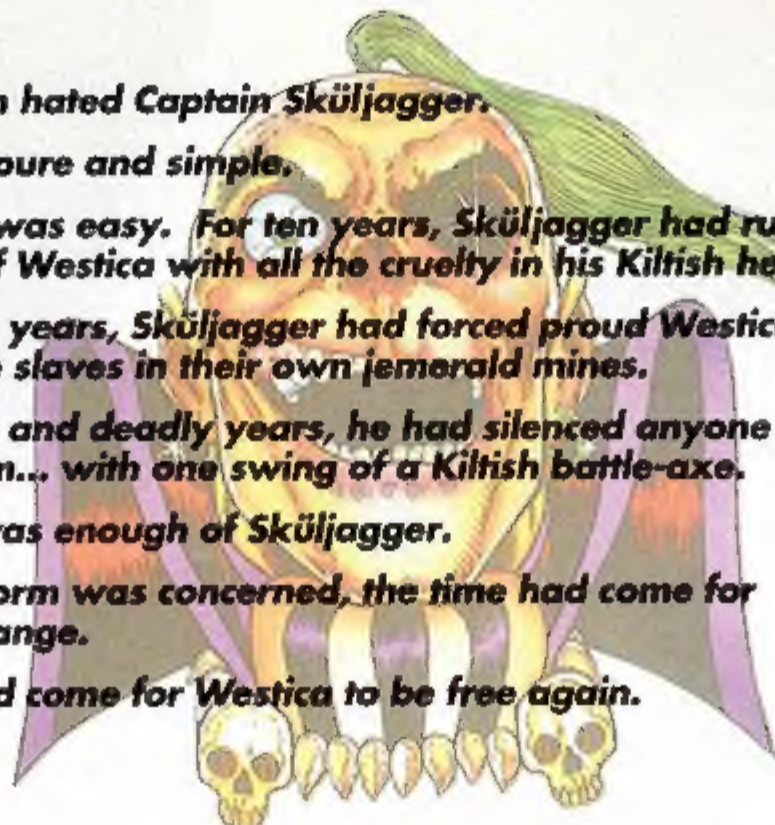 n hated Captain Sküljagger.
oure and simple.
was easy. For ten years, Sküljagger had ru
f Westica with all the cruelty in his Kiltish he
years, Sküljagger had forced proud Westic
e slaves in their own jemerald mines.
and deadly years, he had silenced anyone
n... with one swing of a Kiltish battle-axe.
vas enough of Sküljagger.
orm was concerned, the time had come for
ange.
d come for Westica to be free again.